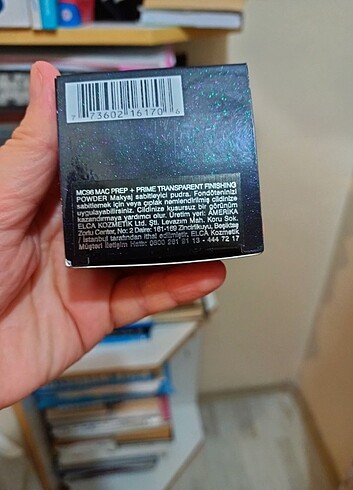 7 73602 16170 6
MC96 MAC PREP + PRIME TRANSPARENT FINISHING
POWDER Makyaj sabitleyici pudra. Fondöteninizi
sabitlemek için veya çıplak nemlendirilmiş cildinize
uygulayabilirsiniz. Cildinize kusursuz bir görünüm
kazandırmaya yardımcı olur. Üretim yeri: AMERİKA
ELCA KOZMETİK Ltd. Şti. Levazım Mah. Koru Sok.
Zorlu Center, No: 2 Daire: 161-169 Zincirlikuyu, Beşiktaş
/ İstanbul tarafından ithal edilmiştir. ELCA Kozmetik
Müşteri İletişim Hattı: 0800 261 21 13 - 444 72 17